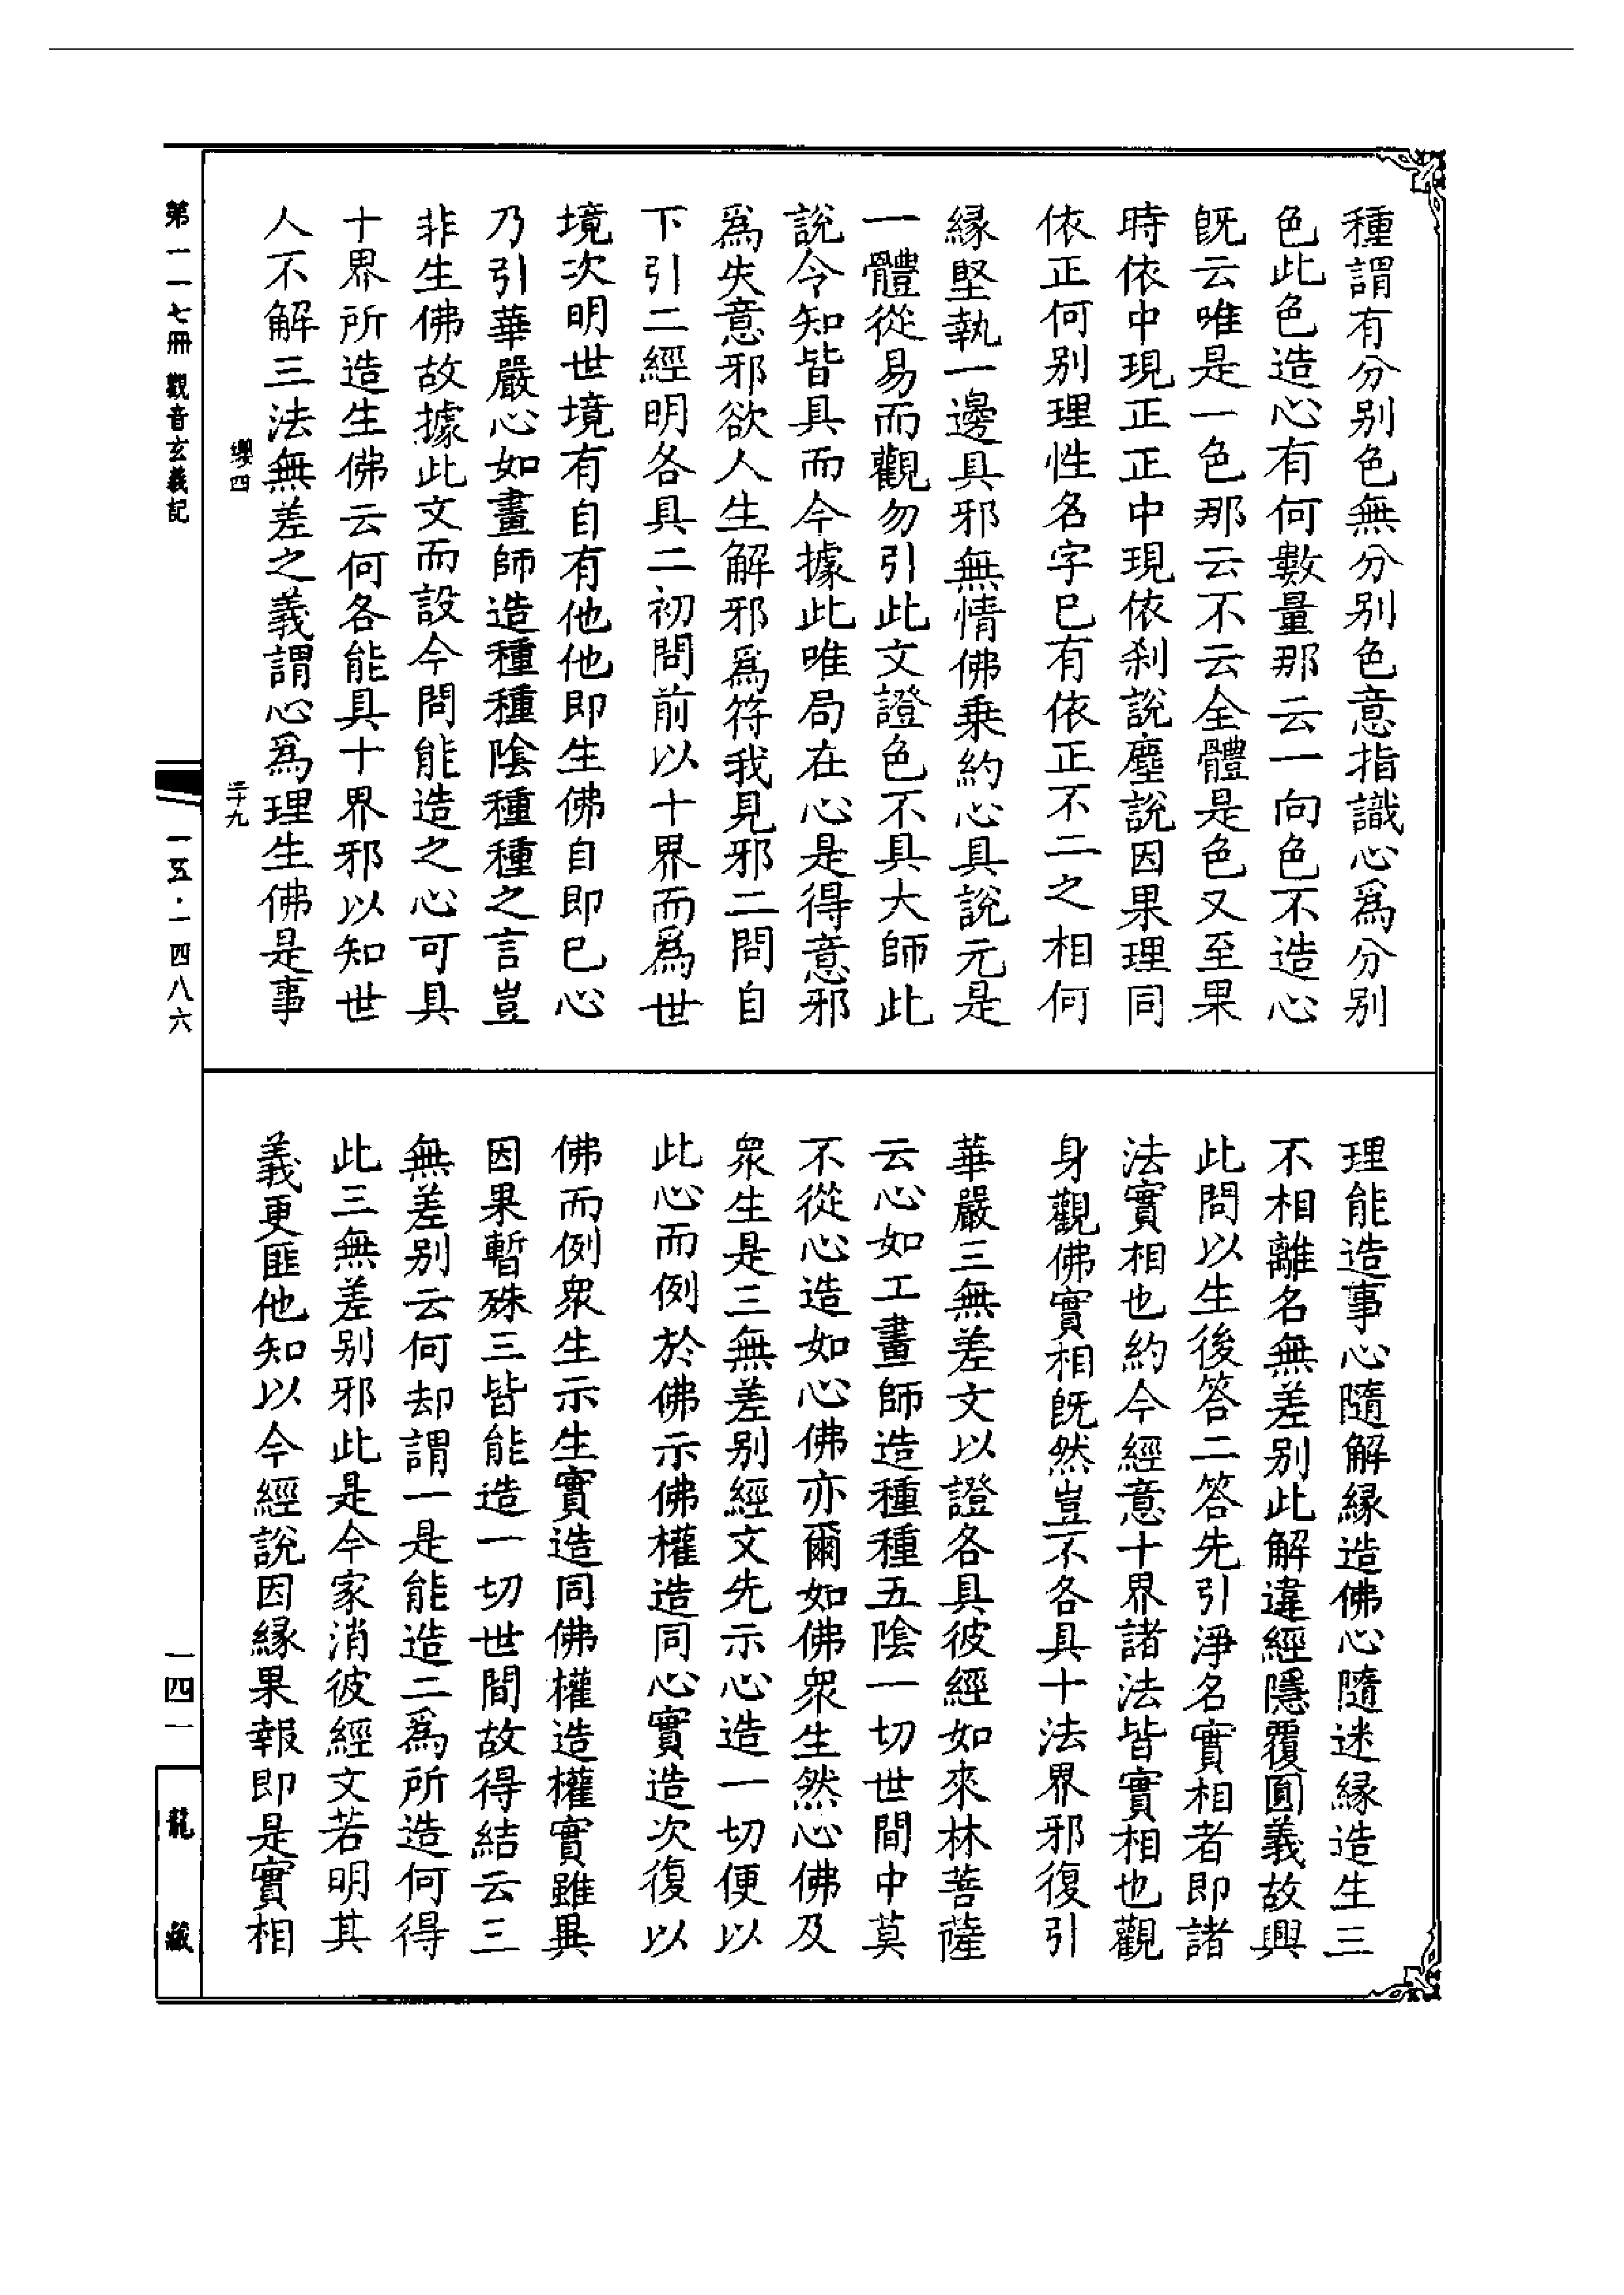 種謂有分別色無分別色意指識心爲分別
色此色造心有何數量那云一向色不造心
旣云唯是一色那云不云全體是色又至果
時依中現正正中現依刹說塵說因果理同
依正何別理性名字巳有依正不二之相何
緣堅執一邊具邪無情佛乗約心具說元是
一體從易而觀勿引此文證色不具大師此
說令知皆具而今據此唯局在心是得意邪
爲失意邪欲人生解邪爲符我見邪二問自
下引二經明各具二初問前以十界而爲世
境次明世境有自有他他即生佛自即巳心
乃引華嚴心如畫師造種種陰種種之言豈
非生佛故據此文而設今問能造之心可具
十界所造生佛云何各能具十界邪以知世
人不解三法無差之義謂心爲理生佛是事
理能造事心隨解緣造佛心隨迷緣造生三
不相離名無差別此解違經隱覆圓義故興
此問以生後答二答先引淨名實相者即諸
法實相也約今經意十界諸法皆實相也觀
身觀佛實相旣然豈不各具十法界邪復引
華嚴三無差文以證各具彼經如來林菩薩
云心如工畫師造種種五陰一切世間中莫
不從心造如心佛亦爾如佛衆生然心佛及
衆生是三無差別經文先示心造一切便以
此心而例於佛示佛權造同心實造次復以
佛而例衆生示生實造同佛權造權實雖異
因果暫殊三皆能造一切世間故得結云三
無差別云何却謂一是能造二爲所造何得
此三無差別邪此是今家消彼經文若明其
義更匪他知以今經說因緣果報即是實相
纓四
二十九
第一一七冊 觀音玄義記
一五·一四八六
一四一
龍藏